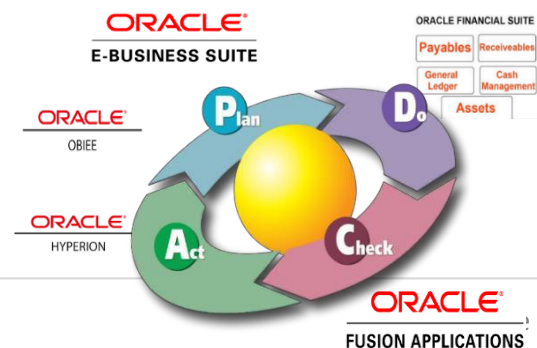 ORACLE
E-BUSINESS SUITE
ORACLE FINANCIAL SUITE
Payables
Receiveables
General
Ledger
Cash
Management
Assets
Plan
Do
ORACLE
OBIEE
ORACLE
HYPERION
Act
Check
ORACLE
FUSION APPLICATIONS